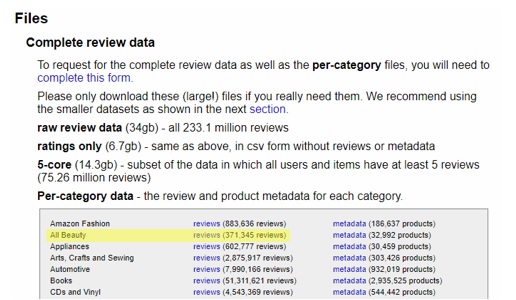 Files
Complete review data
To request for the complete review data as well as the per-category files, you will need to
complete this form.
Please only download these (large!) files if you really need them. We recommend using
the smaller datasets as shown in the next section.
raw review data (34gb) - all 233.1 million reviews
ratings only (6.7gb) - same as above, in csv form without reviews or metadata
5-core (14.3gb) - subset of the data in which all users and items have at least 5 reviews
(75.26 million reviews)
Per-category data - the review and product metadata for each category.
Amazon Fashion reviews (883,636 reviews) metadata (186,637 products)
All Beauty reviews (371,345 reviews) metadata (32,992 products)
Appliances reviews (602,777 reviews) metadata (30,459 products)
Arts, Crafts and Sewing reviews (2,875,917 reviews) metadata (303,426 products)
Automotive reviews (7,990,166 reviews) metadata (932,019 products)
Books reviews (51,311,621 reviews) metadata (2,935,525 products)
CDs and Vinyl reviews (4,543,369 reviews) metadata (544,442 products)